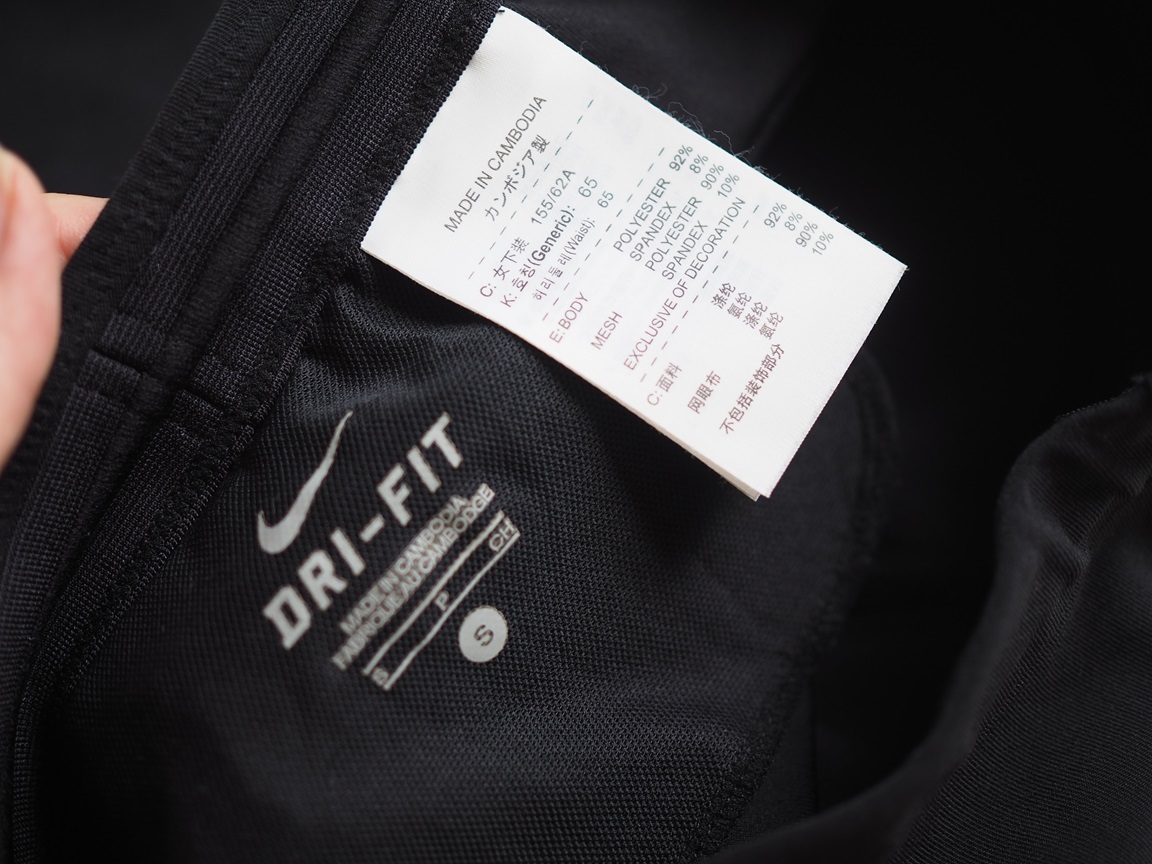 MADE IN CAMBODIA
カンボジア製
C: 女下装 155/62A
K: 호칭(Generic): 65
허리둘레(Waist): 65
E: BODY POLYESTER 92%
SPANDEX 8%
MESH POLYESTER 90%
SPANDEX 10%
EXCLUSIVE OF DECORATION
C: 面料 涤纶 92%
氨纶 8%
网眼布 涤纶 90%
氨纶 10%
不包括装饰部分
DRI-FIT
MADE IN CAMBODIA
FABRIQUE AU CAMBODGE
S P CH
S